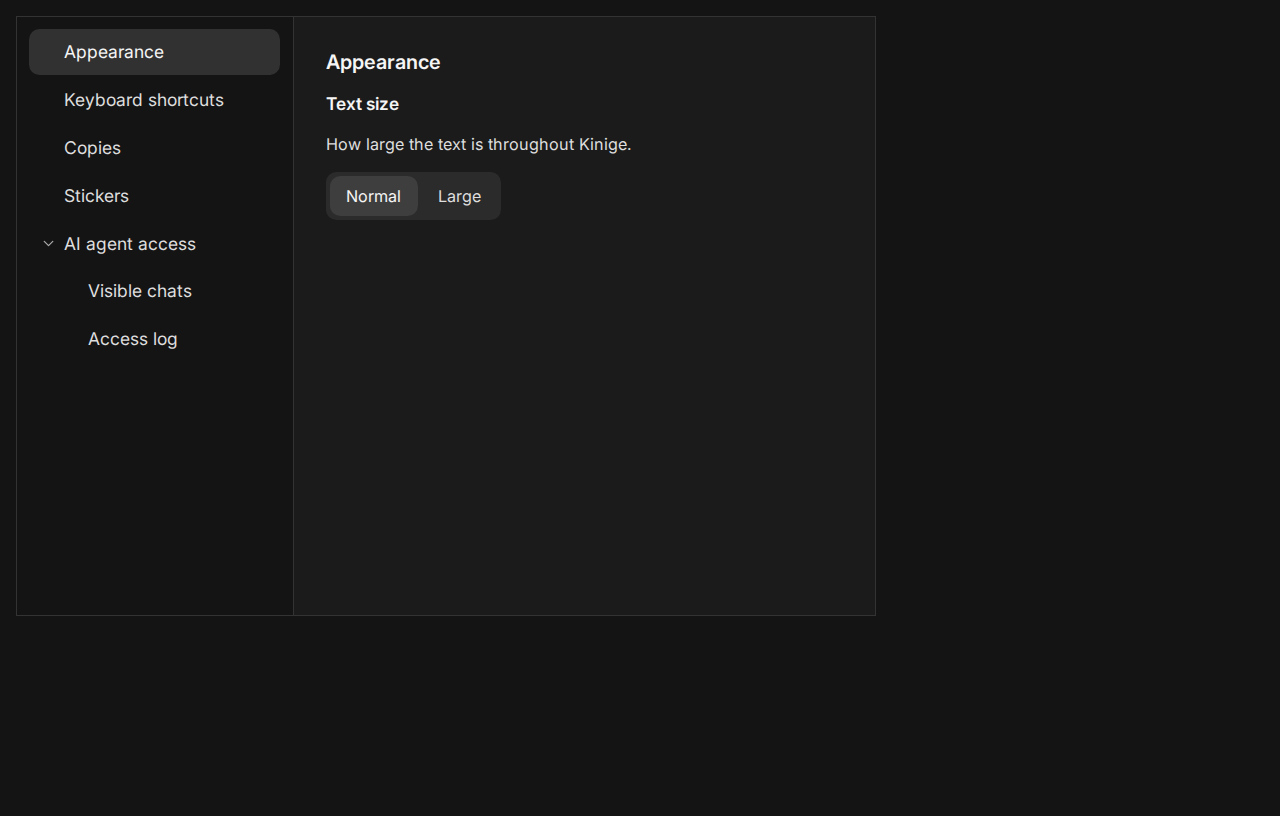 Appearance
Keyboard shortcuts
Copies
Stickers
AI agent access
Visible chats
Access log
Appearance
Text size
How large the text is throughout Kinige.
Normal
Large